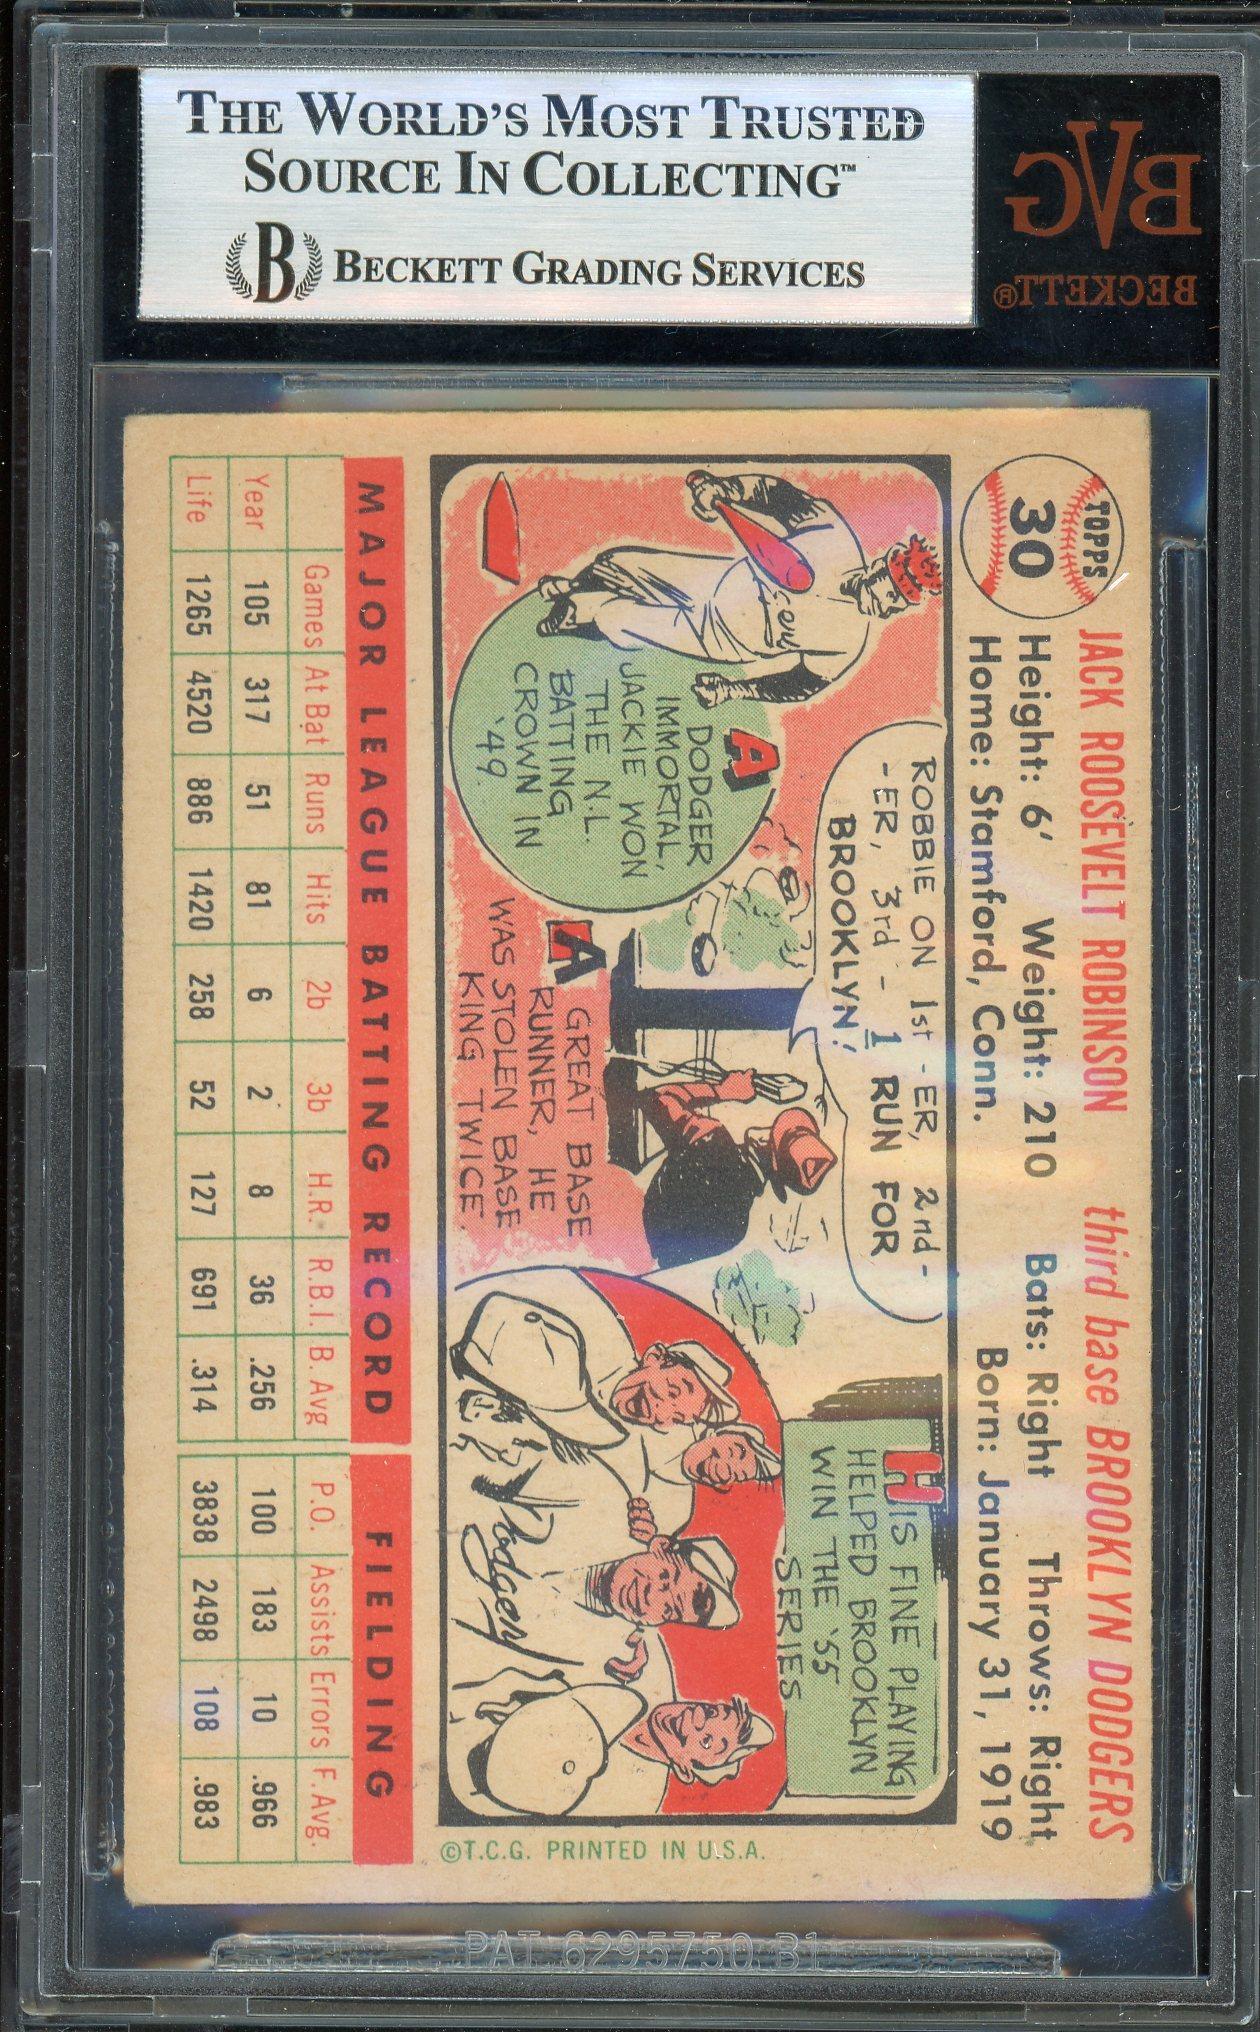 THE WORLD'S MOST TRUSTED
SOURCE IN COLLECTING™
B BECKETT GRADING SERVICES
BVG
BECKETT®
TOPPS
30
JACK ROOSEVELT ROBINSON third base BROOKLYN DODGERS
Height: 6' Weight: 210 Bats: Right Throws: Right
Home: Stamford, Conn. Born: January 31, 1919
ROBBIE ON 1st-ER, 2nd-
-ER, 3rd- 1 RUN FOR
BROOKLYN!
A DODGER
IMMORTAL,
JACKIE WON
THE N.L.
BATTING
CROWN IN
'49.
A GREAT BASE
RUNNER, HE
WAS STOLEN BASE
KING TWICE.
HIS FINE PLAYING
HELPED BROOKLYN
WIN THE '55
SERIES
Dodgers
MAJOR LEAGUE BATTING RECORD FIELDING
Games At Bat Runs Hits 2b 3b H.R. R.B.I. B. Avg P.O. Assists Errors F. Avg.
Year 105 317 51 81 6 2 8 36 .256 100 183 10 .966
Life 1265 4520 886 1420 258 52 127 691 .314 3838 2498 108 .983
©T.C.G. PRINTED IN U.S.A.
PAT 6295750 B1